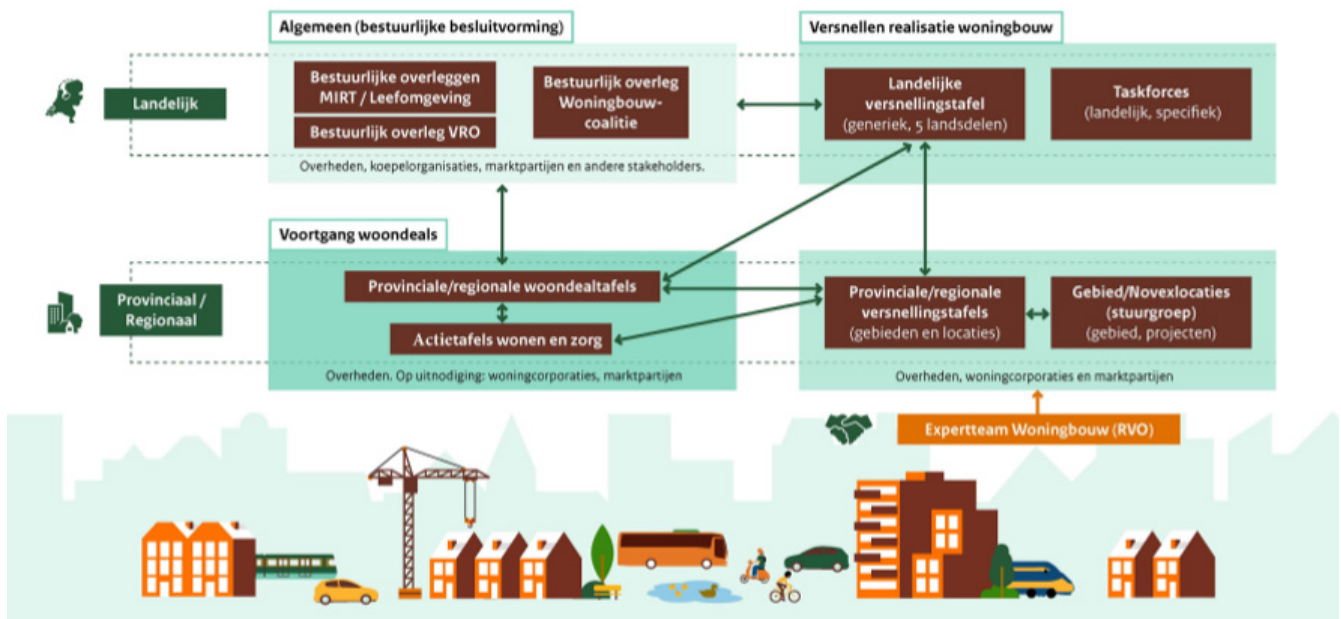 Algemeen (bestuurlijke besluitvorming)
Versnellen realisatie woningbouw
Landelijk
Bestuurlijke overleggen
MIRT / Leefomgeving
Bestuurlijk overleg VRO
Bestuurlijk overleg
Woningbouw-
coalitie
Overheden, koepelorganisaties, marktpartijen en andere stakeholders.
Landelijke
versnellingstafel
(generiek, 5 landsdelen)
Taskforces
(landelijk, specifiek)
Voortgang woondeals
Provinciaal /
Regionaal
Provinciale/regionale woondealtafels
Actietafels wonen en zorg
Overheden. Op uitnodiging: woningcorporaties, marktpartijen
Provinciale/regionale
versnellingstafels
(gebieden en locaties)
Gebied/Novexlocaties
(stuurgroep)
(gebied, projecten)
Overheden, woningcorporaties en marktpartijen
Expertteam Woningbouw (RVO)